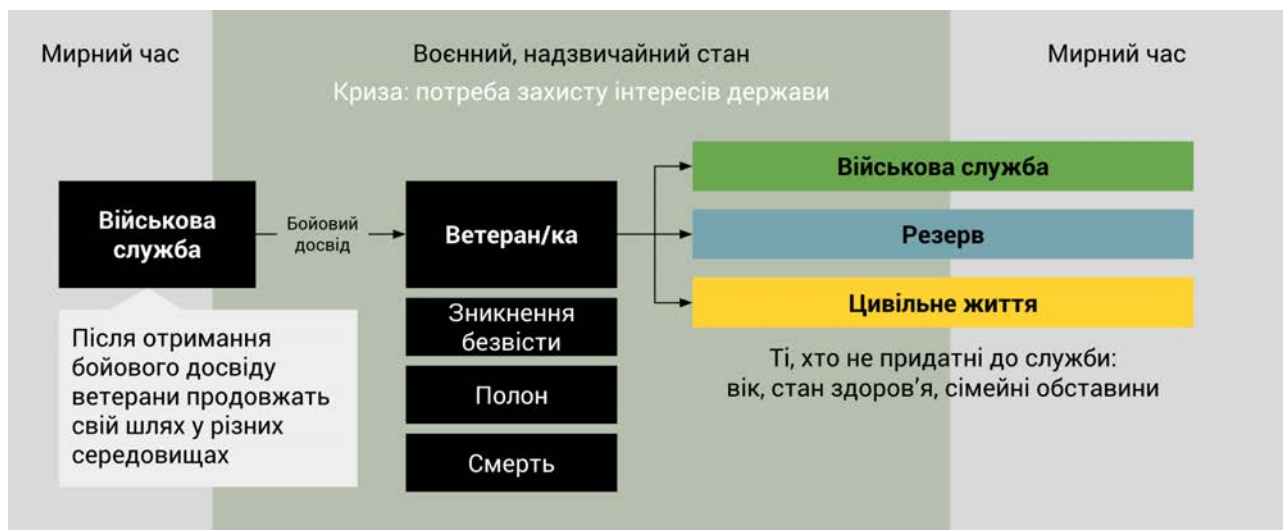 Мирний час
Воєнний, надзвичайний стан
Мирний час
Криза: потреба захисту інтересів держави
Військова
служба
Бойовий
досвід
Ветеран/ка
Військова служба
Резерв
Цивільне життя
Після отримання
бойового досвіду
ветерани продовжать
свій шлях у різних
середовищах
Зникнення
безвісти
Полон
Смерть
Ті, хто не придатні до служби:
вік, стан здоров’я, сімейні обставини